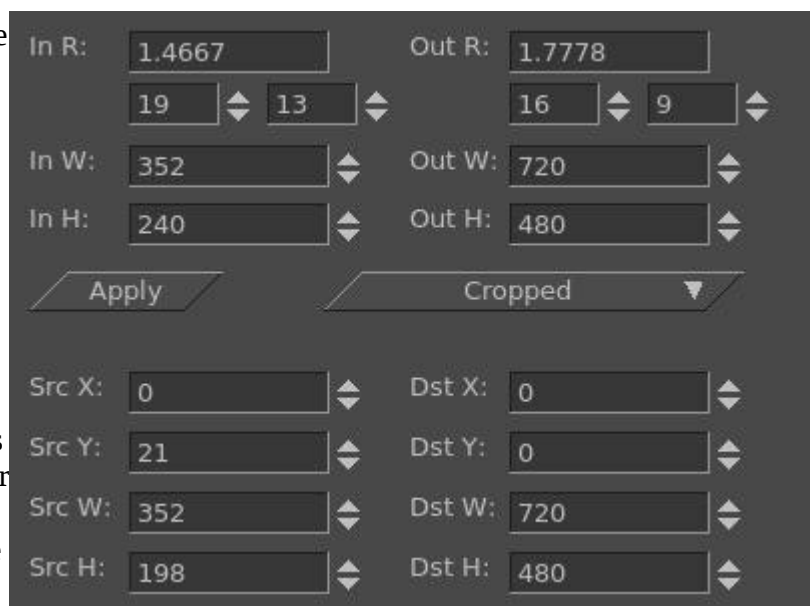 e
In R: 1.4667 Out R: 1.7778
19 13 16 9
In W: 352 Out W: 720
In H: 240 Out H: 480
Apply Cropped
Src X: 0 Dst X: 0
s
Src Y: 21 Dst Y: 0
r
Src W: 352 Dst W: 720
Src H: 198 Dst H: 480